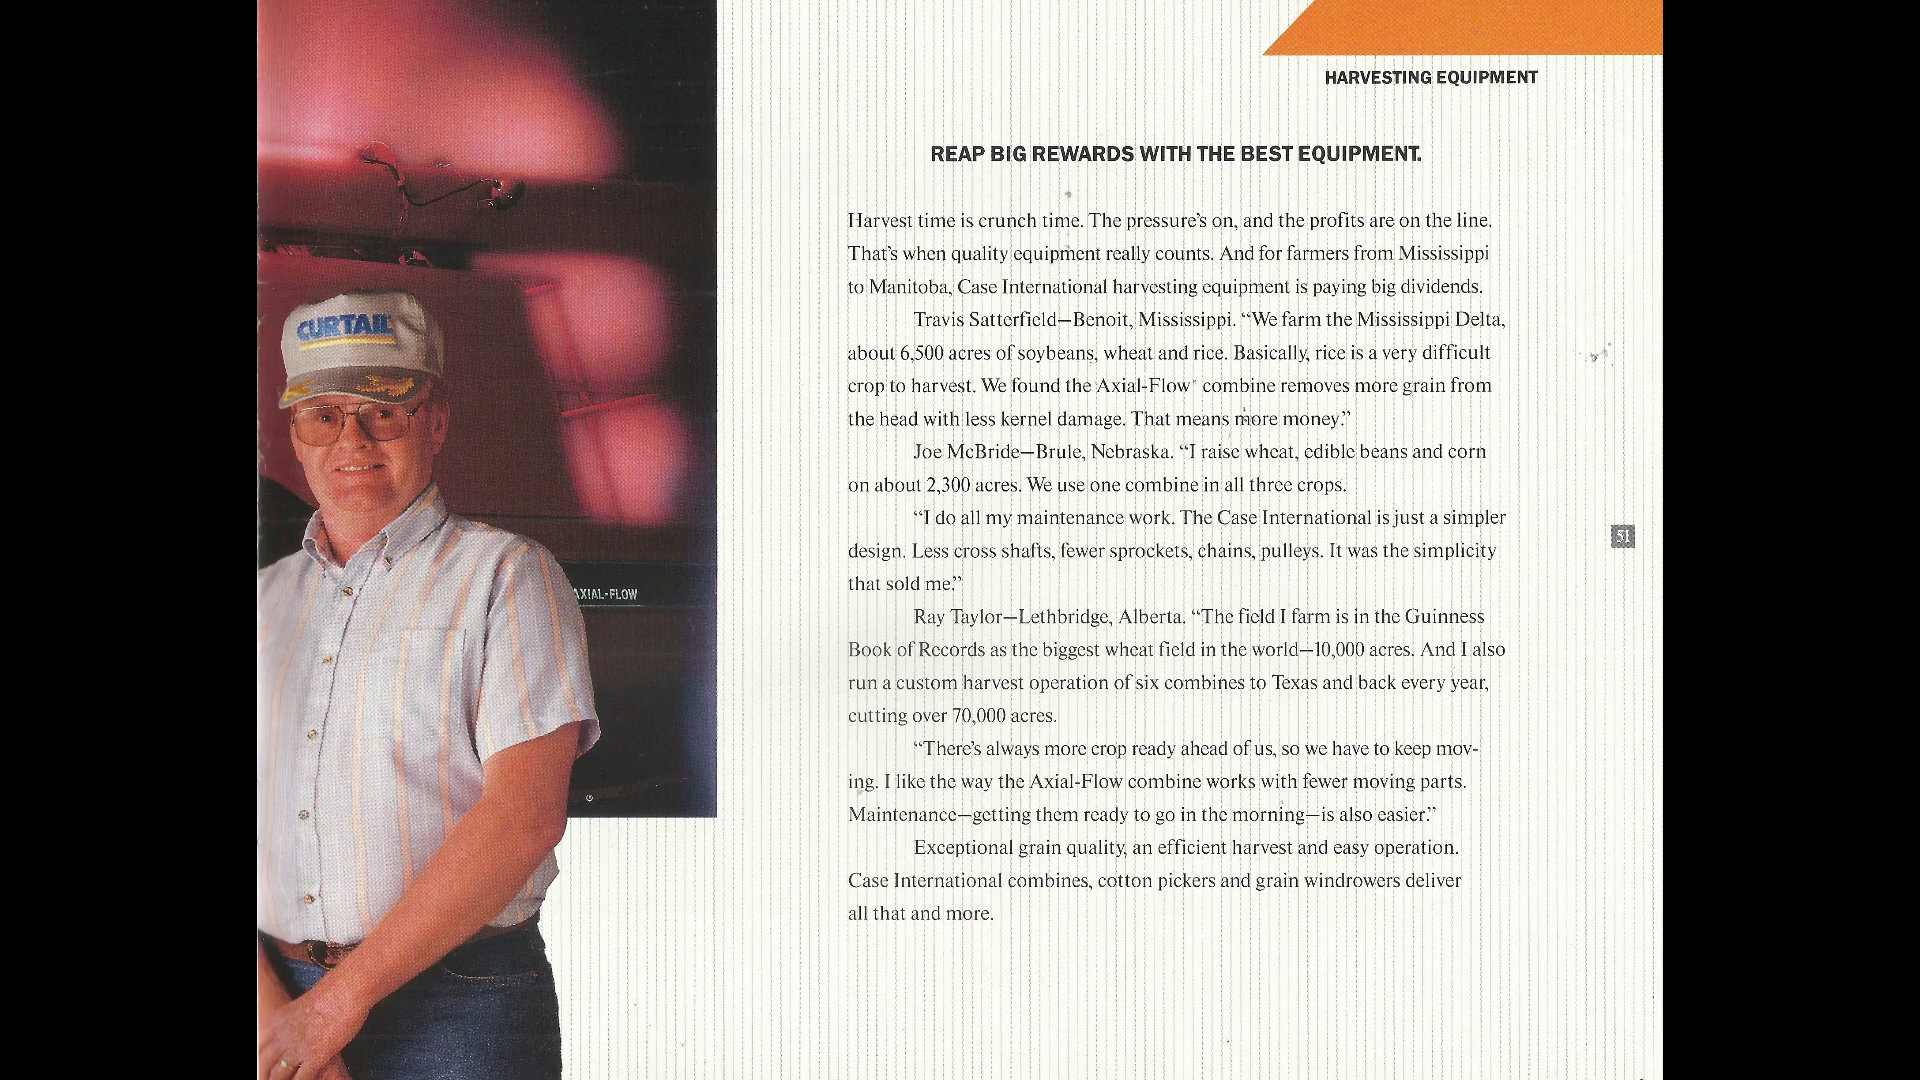 HARVESTING EQUIPMENT
REAP BIG REWARDS WITH THE BEST EQUIPMENT.
Harvest time is crunch time. The pressure's on, and the profits are on the line.
That's when quality equipment really counts. And for farmers from Mississippi
to Manitoba, Case International harvesting equipment is paying big dividends.
Travis Satterfield—Benoit, Mississippi. “We farm the Mississippi Delta,
about 6,500 acres of soybeans, wheat and rice. Basically, rice is a very difficult
crop to harvest. We found the Axial-Flow® combine removes more grain from
the head with less kernel damage. That means more money.”
Joe McBride—Brule, Nebraska. “I raise wheat, edible beans and corn
on about 2,300 acres. We use one combine in all three crops.
“I do all my maintenance work. The Case International is just a simpler
design. Less cross shafts, fewer sprockets, chains, pulleys. It was the simplicity
that sold me.”
Ray Taylor—Lethbridge, Alberta. “The field I farm is in the Guinness
Book of Records as the biggest wheat field in the world—10,000 acres. And I also
run a custom harvest operation of six combines to Texas and back every year,
cutting over 70,000 acres.
“There's always more crop ready ahead of us, so we have to keep mov-
ing. I like the way the Axial-Flow combine works with fewer moving parts.
Maintenance—getting them ready to go in the morning—is also easier.”
Exceptional grain quality, an efficient harvest and easy operation.
Case International combines, cotton pickers and grain windrowers deliver
all that and more.
51
CURTAIL
AXIAL-FLOW